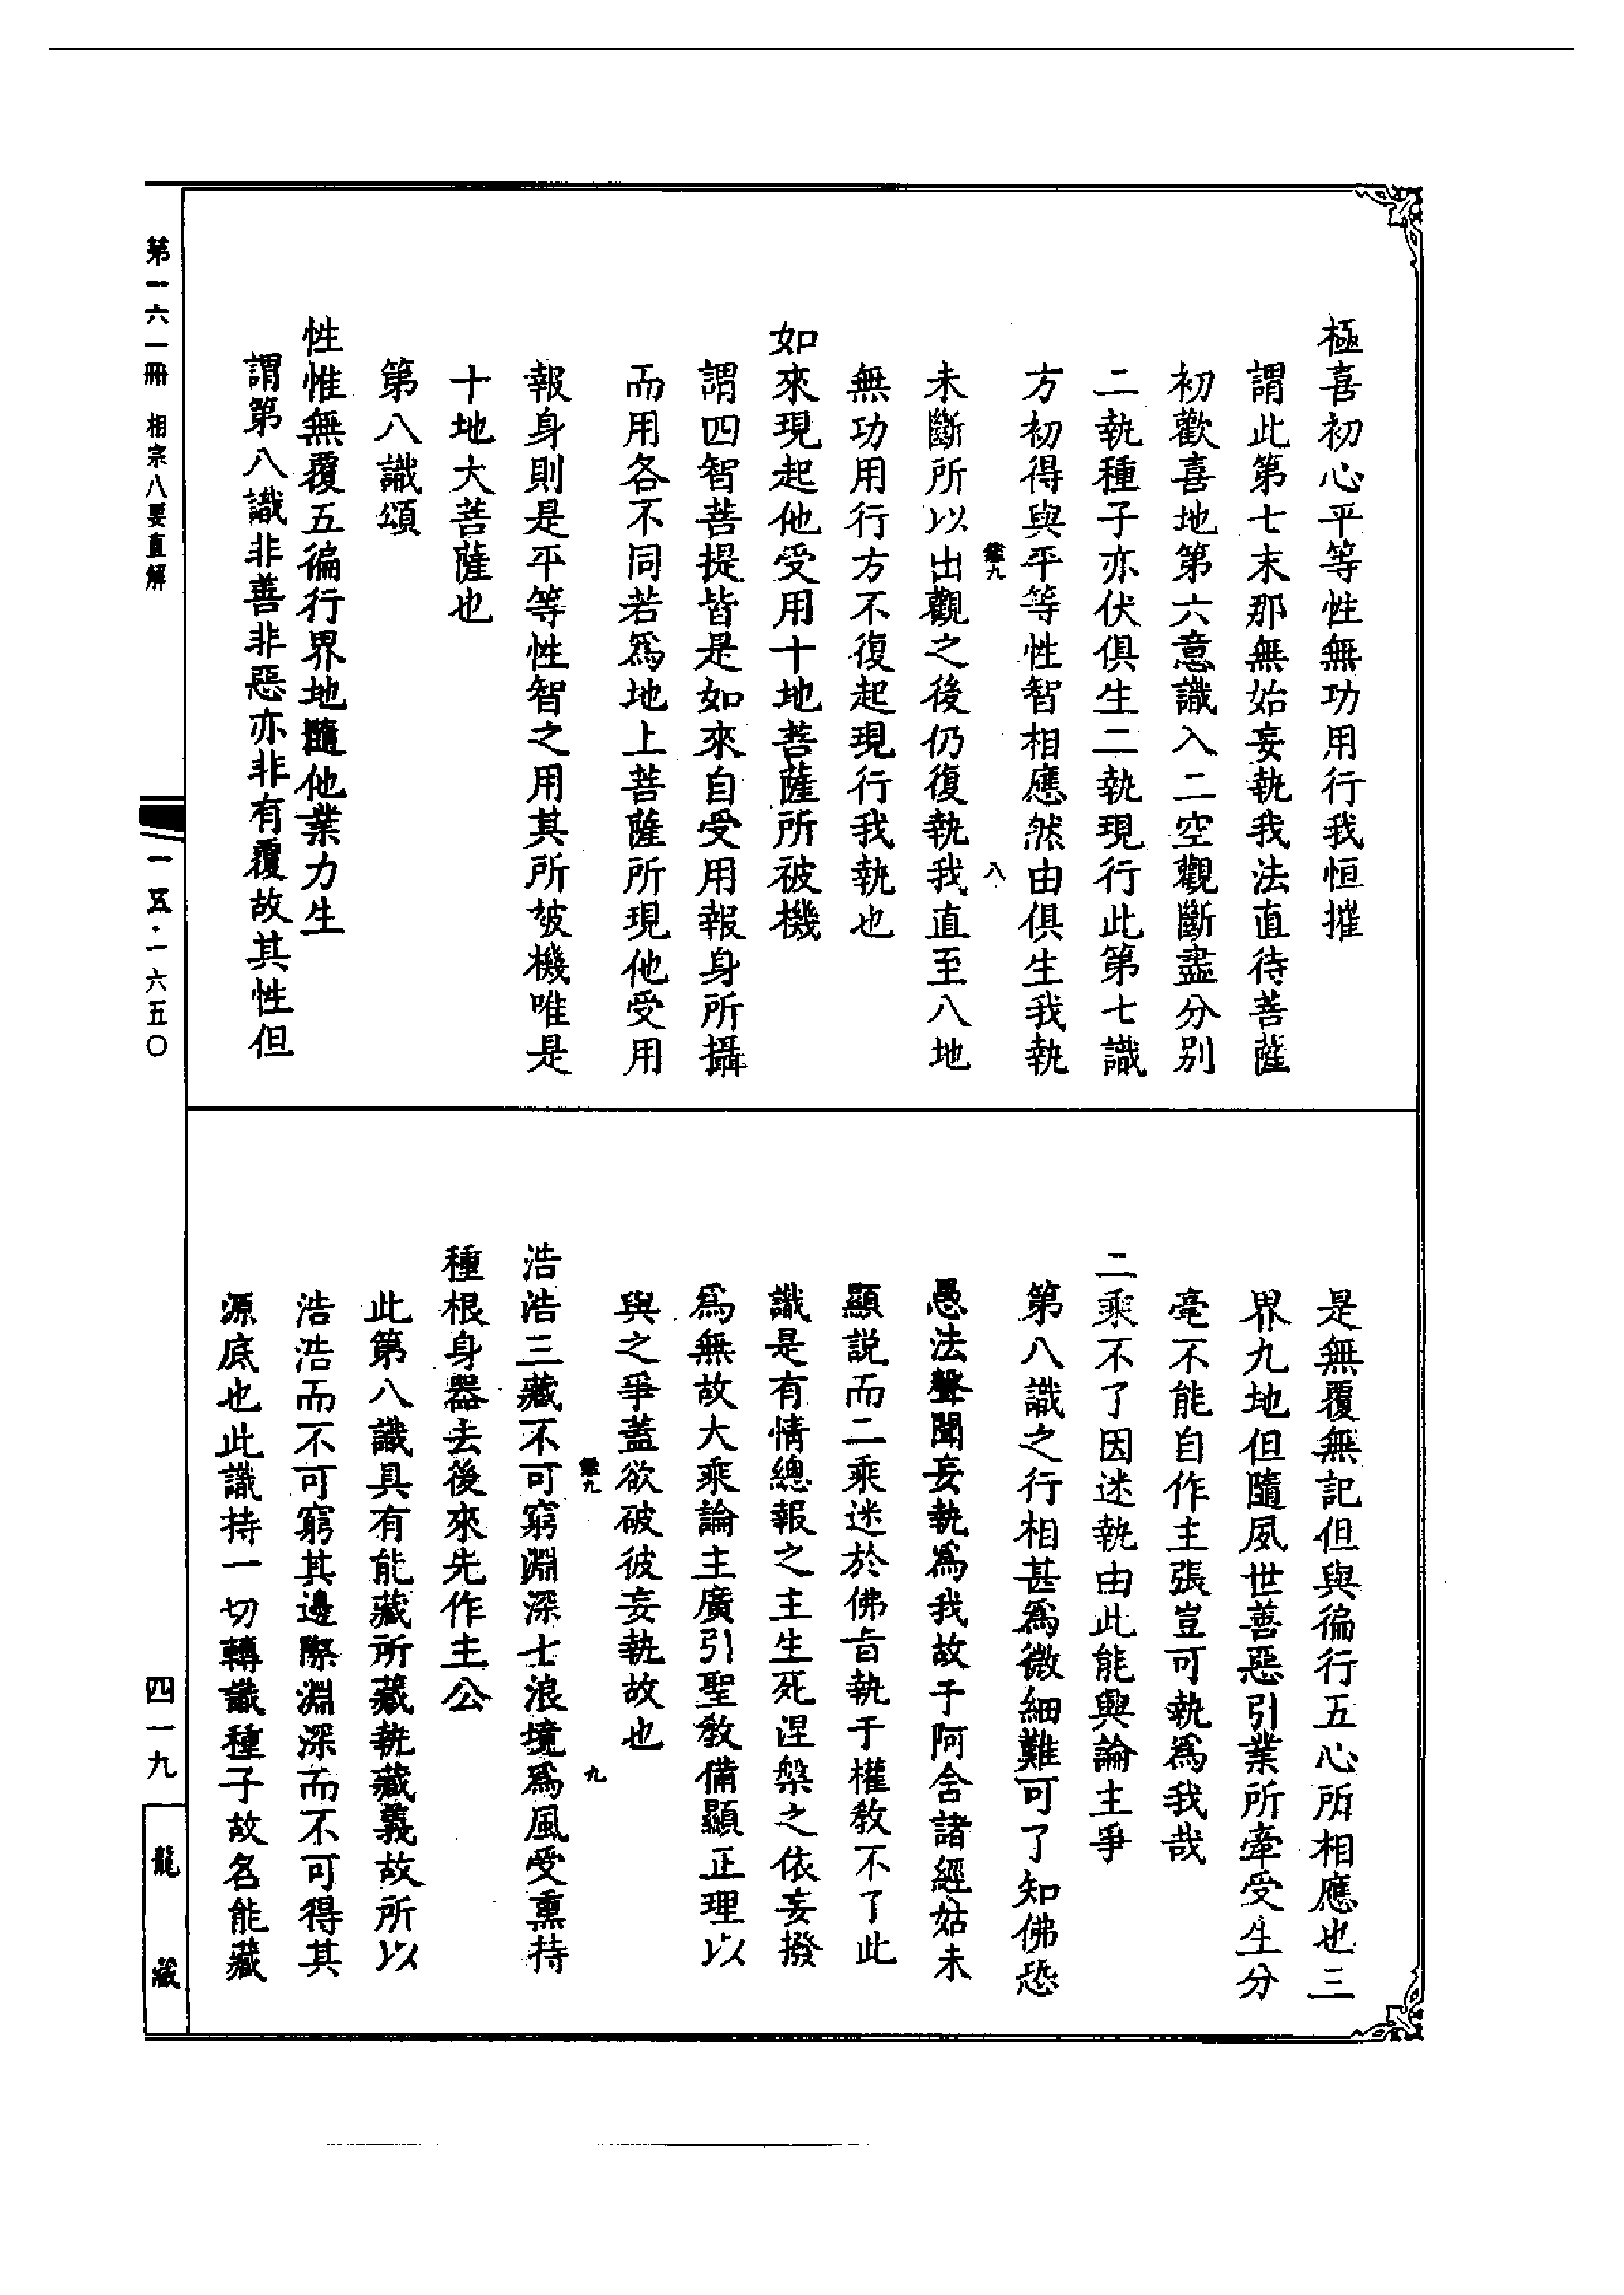 極喜初心平等性無功用行我恒摧
謂此第七末那無始妄執我法直待菩薩
初歡喜地第六意識入二空觀斷盡分別
二執種子亦伏俱生二執現行此第七識
方初得與平等性智相應然由俱生我執
八
未斷所以出觀之後仍復執我直至八地
無功用行方不復起現行我執也
如來現起他受用十地菩薩所被機
謂四智菩提皆是如來自受用報身所攝
而用各不同若爲地上菩薩所現他受用
報身則是平等性智之用其所被機唯是
十地大菩薩也
第八識頌
性惟無覆五徧行界地隨他業力生
謂第八識非善非惡亦非有覆故其性但
是無覆無記但與徧行五心所相應也三
界九地但隨夙世善惡引業所牽受生分
毫不能自作主張豈可執爲我哉
二乘不了因迷執由此能興論主爭
第八識之行相甚爲微細難可了知佛恐
愚法聲聞妄執爲我故于阿含諸經姑未
顯說而二乘迷於佛旨執于權教不了此
識是有情總報之主生死涅槃之依妄撥
爲無故大乘論主廣引聖教備顯正理以
與之爭蓋欲破彼妄執故也
九
浩浩三藏不可窮淵深七浪境爲風受熏持
種根身器去後來先作主公
此第八識具有能藏所藏執藏義故所以
浩浩而不可窮其邊際淵深而不可得其
源底也此識持一切轉識種子故名能藏
第一六一冊 相宗八要直解
一五·一六五〇
四一九
龍藏